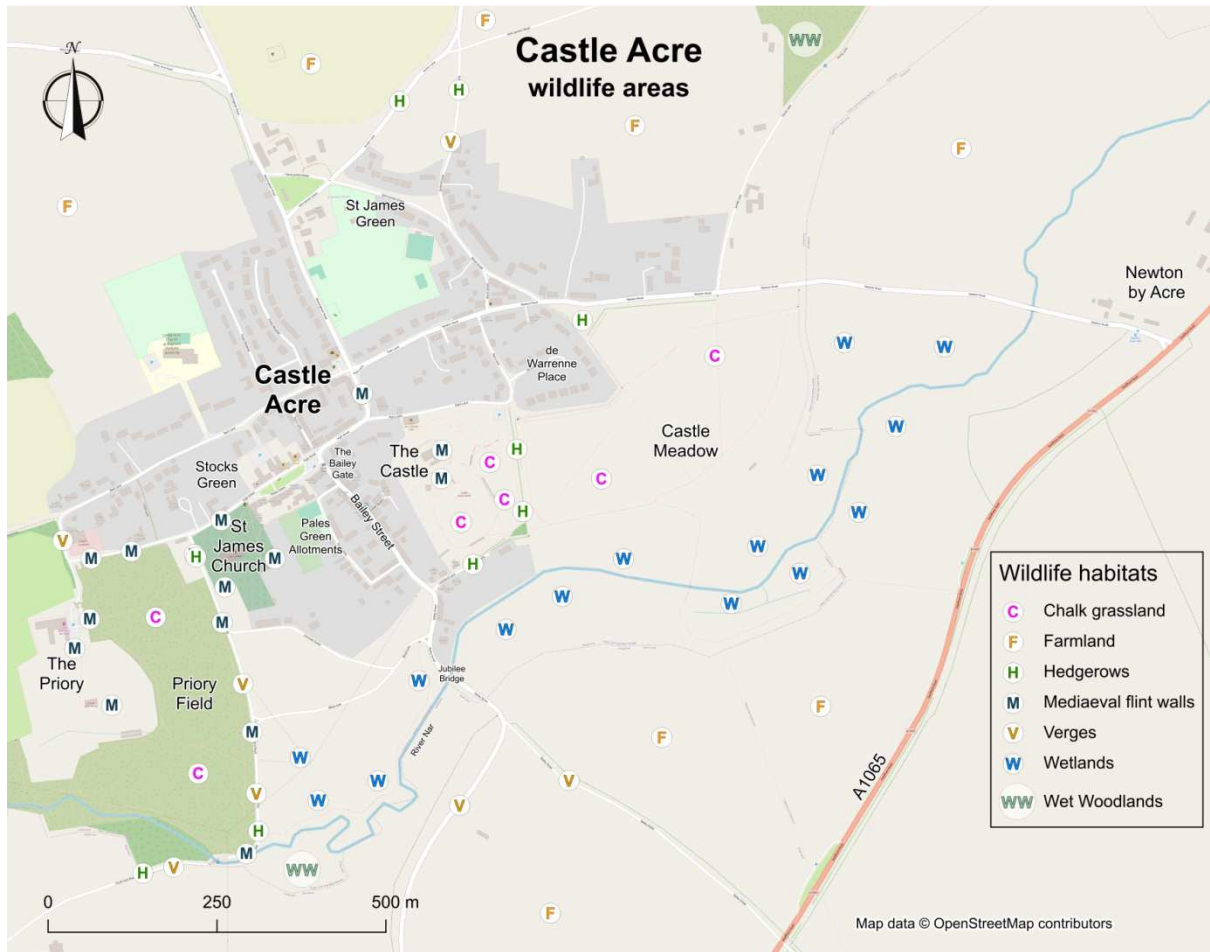 Castle Acre
wildlife areas
N
WW
F
F
H
H
V
F
F
F
St James
Green
Newton
by Acre
H
de
Warrenne
Place
C
W
W
Castle
Acre
M
W
The
Castle
M
M
H
C
C
C
H
C
Castle
Meadow
W
W
Stocks
Green
The
Bailey
Gate
Bailey Street
M
St
James
Church
Pales
Green
Allotments
V
M
M
H
M
M
H
W
W
W
W
W
W
M
C
M
M
The
Priory
M
Priory
Field
V
M
W
Jubilee
Bridge
River Nar
F
F
A1065
C
W
W
W
V
V
V
H
M
H
V
WW
F
Wildlife habitats
C Chalk grassland
F Farmland
H Hedgerows
M Mediaeval flint walls
V Verges
W Wetlands
WW Wet Woodlands
0 250 500 m
Map data © OpenStreetMap contributors